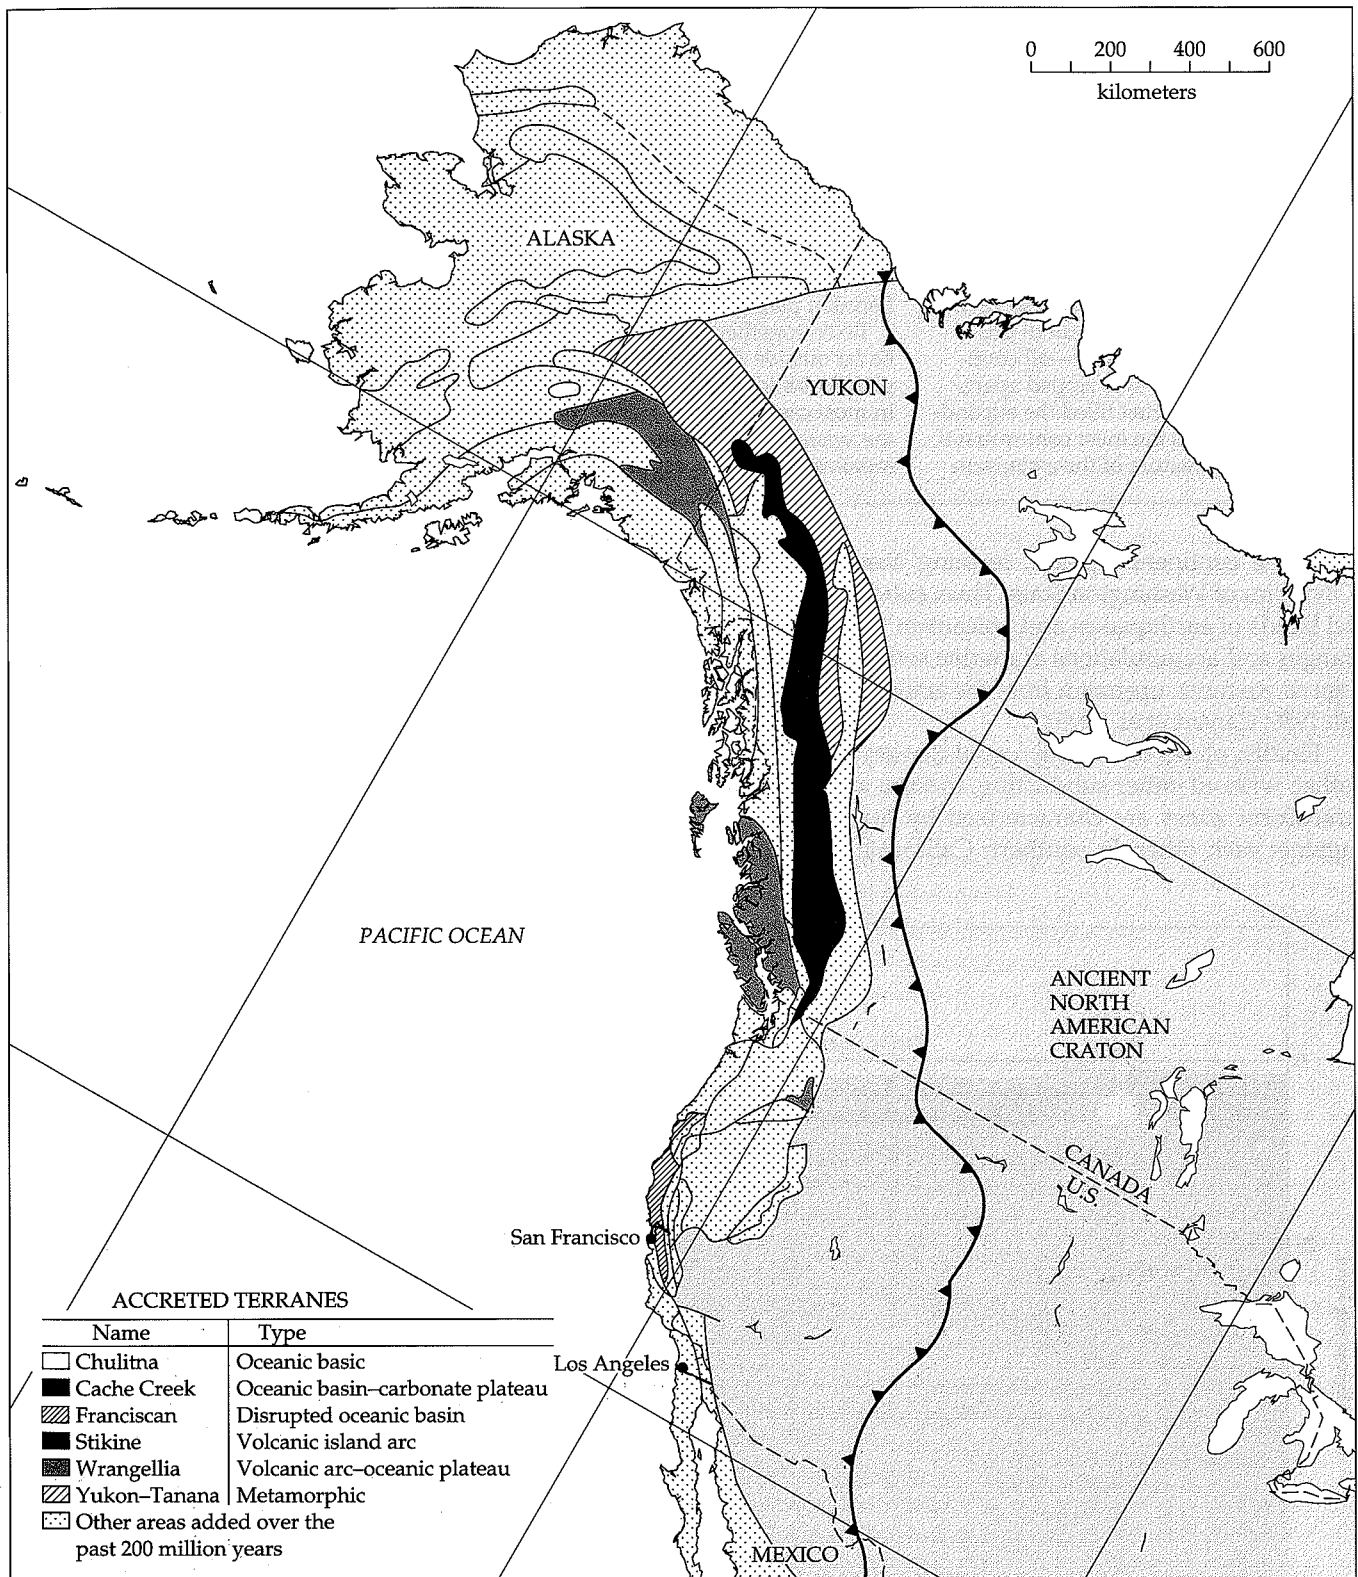 0 200 400 600
kilometers
ALASKA
YUKON
PACIFIC OCEAN
ANCIENT
NORTH
AMERICAN
CRATON
CANADA
U.S.
San Francisco
Los Angeles
MEXICO
ACCRETED TERRANES
Name Type
Chulitna Oceanic basic
Cache Creek Oceanic basin–carbonate plateau
Franciscan Disrupted oceanic basin
Stikine Volcanic island arc
Wrangellia Volcanic arc–oceanic plateau
Yukon–Tanana Metamorphic
Other areas added over the
past 200 million years